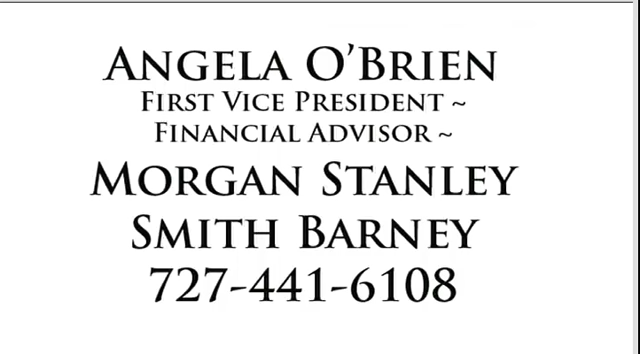 Angela O'Brien
First Vice President ~
Financial Advisor ~
Morgan Stanley
Smith Barney
727-441-6108